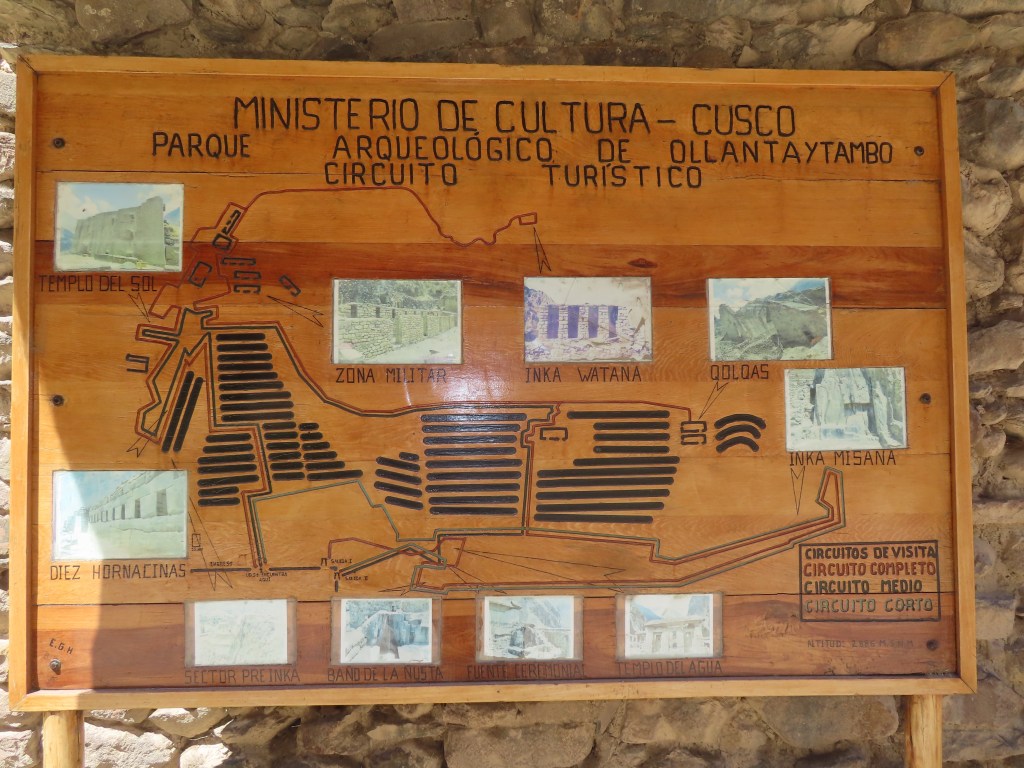 MINISTERIO DE CULTURA - CUSCO
PARQUE ARQUEOLÓGICO DE OLLANTAYTAMBO
CIRCUITO TURÍSTICO
TEMPLO DEL SOL
ZONA MILITAR
INKA WATANA
QOLQAS
INKA MISANA
DIEZ HORNACINAS
INGRESO
CIRCUITOS DE VISITA
CIRCUITO COMPLETO
CIRCUITO MEDIO
CIRCUITO CORTO
E.G.H
SECTOR PREINKA
BAÑO DE LA ÑUSTA
FUENTE CEREMONIAL
TEMPLO DEL AGUA